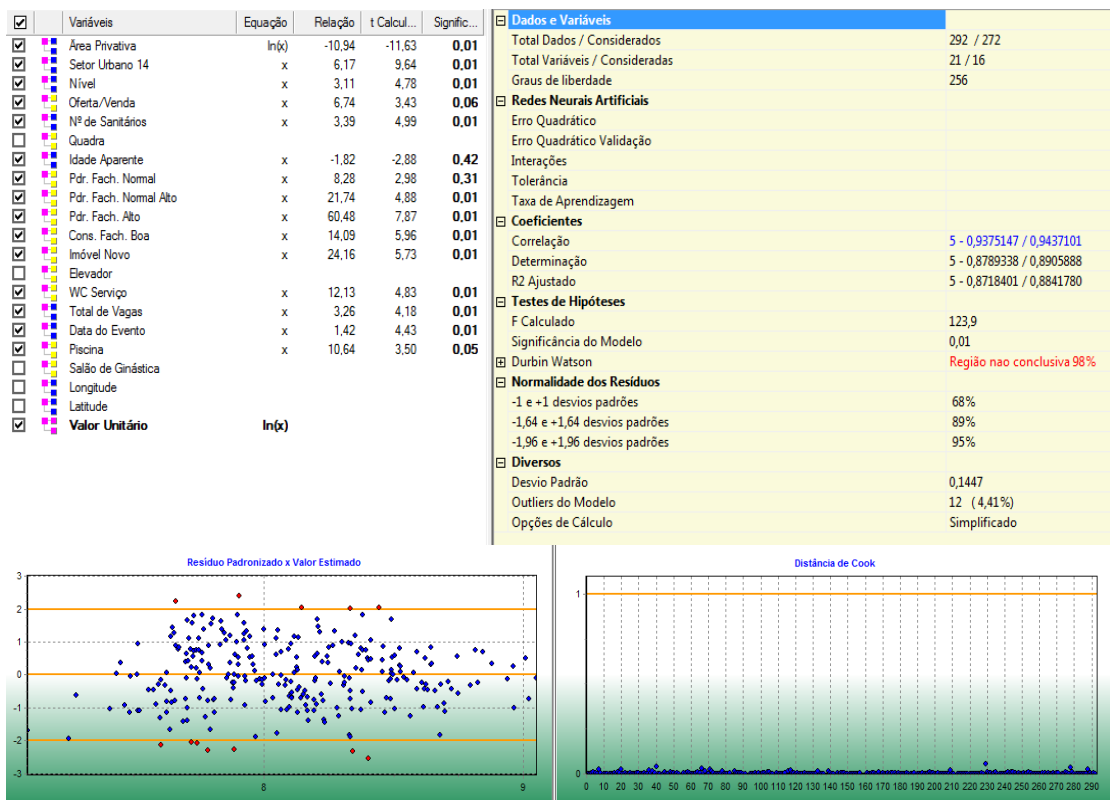 Variáveis Equação Relação t Calcul... Signific...
Área Privativa ln(x) -10,94 -11,63 0,01
Setor Urbano 14 x 6,17 9,64 0,01
Nível x 3,11 4,78 0,01
Oferta/Venda x 6,74 3,43 0,06
Nº de Sanitários x 3,39 4,99 0,01
Quadra
Idade Aparente x -1,82 -2,88 0,42
Pdr. Fach. Normal x 8,28 2,98 0,31
Pdr. Fach. Normal Alto x 21,74 4,88 0,01
Pdr. Fach. Alto x 60,48 7,87 0,01
Cons. Fach. Boa x 14,09 5,96 0,01
Imóvel Novo x 24,16 5,73 0,01
Elevador
WC Serviço x 12,13 4,83 0,01
Total de Vagas x 3,26 4,18 0,01
Data do Evento x 1,42 4,43 0,01
Piscina x 10,64 3,50 0,05
Salão de Ginástica
Longitude
Latitude
Valor Unitário ln(x)
Dados e Variáveis
Total Dados / Considerados 292 / 272
Total Variáveis / Consideradas 21 / 16
Graus de liberdade 256
Redes Neurais Artificiais
Erro Quadrático
Erro Quadrático Validação
Interações
Tolerância
Taxa de Aprendizagem
Coeficientes
Correlação 5 - 0,9375147 / 0,9437101
Determinação 5 - 0,8789338 / 0,8905888
R2 Ajustado 5 - 0,8718401 / 0,8841780
Testes de Hipóteses
F Calculado 123,9
Significância do Modelo 0,01
Durbin Watson Região nao conclusiva 98%
Normalidade dos Resíduos
-1 e +1 desvios padrões 68%
-1,64 e +1,64 desvios padrões 89%
-1,96 e +1,96 desvios padrões 95%
Diversos
Desvio Padrão 0,1447
Outliers do Modelo 12 (4,41%)
Opções de Cálculo Simplificado
Resíduo Padronizado x Valor Estimado
3
2
1
0
-1
-2
-3
8 9
Distância de Cook
1
0
0 10 20 30 40 50 60 70 80 90 100 110 120 130 140 150 160 170 180 190 200 210 220 230 240 250 260 270 280 290